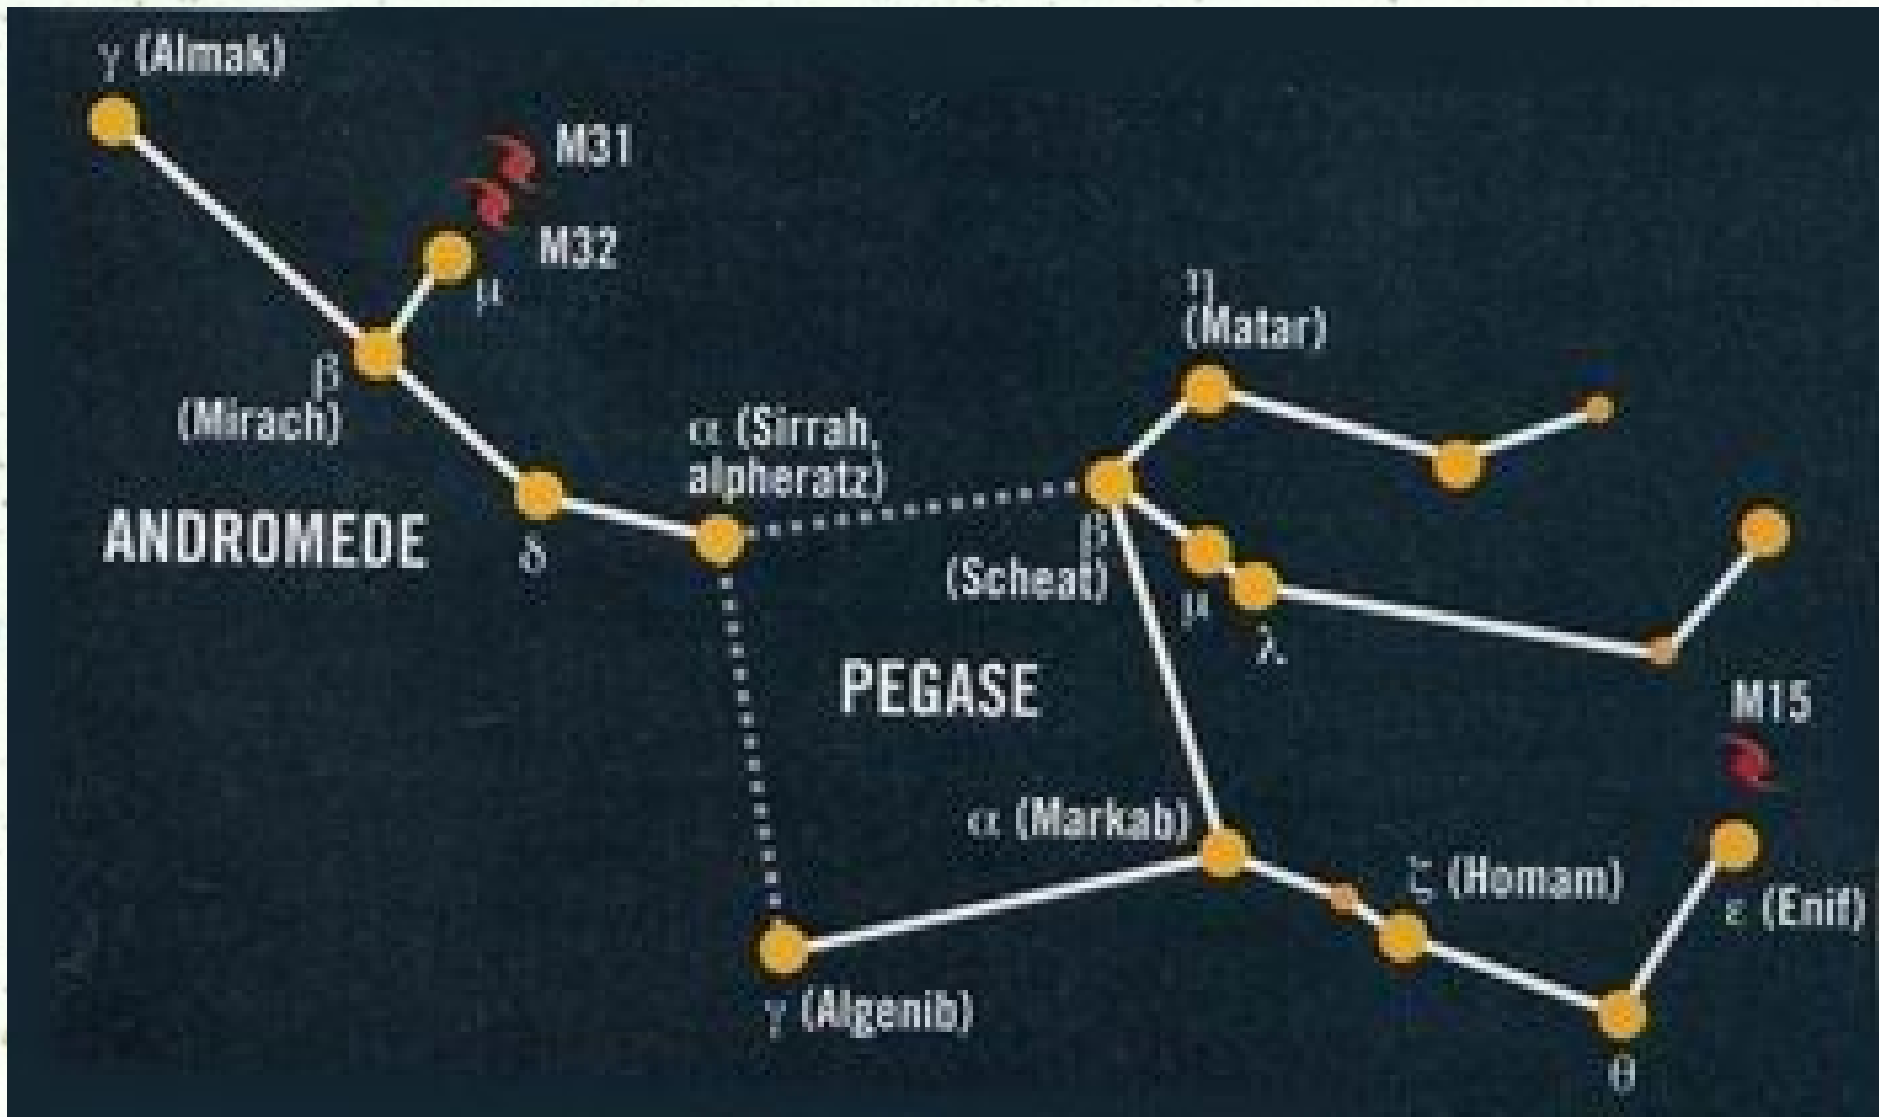 γ (Almak)
M31
M32
μ
β
(Mirach)
η
(Matar)
α (Sirrah,
alpheratz)
ANDROMEDE
δ
β
(Scheat)
μ
λ
PEGASE
M15
α (Markab)
ζ (Homam)
ε (Enif)
γ (Algenib)
θ